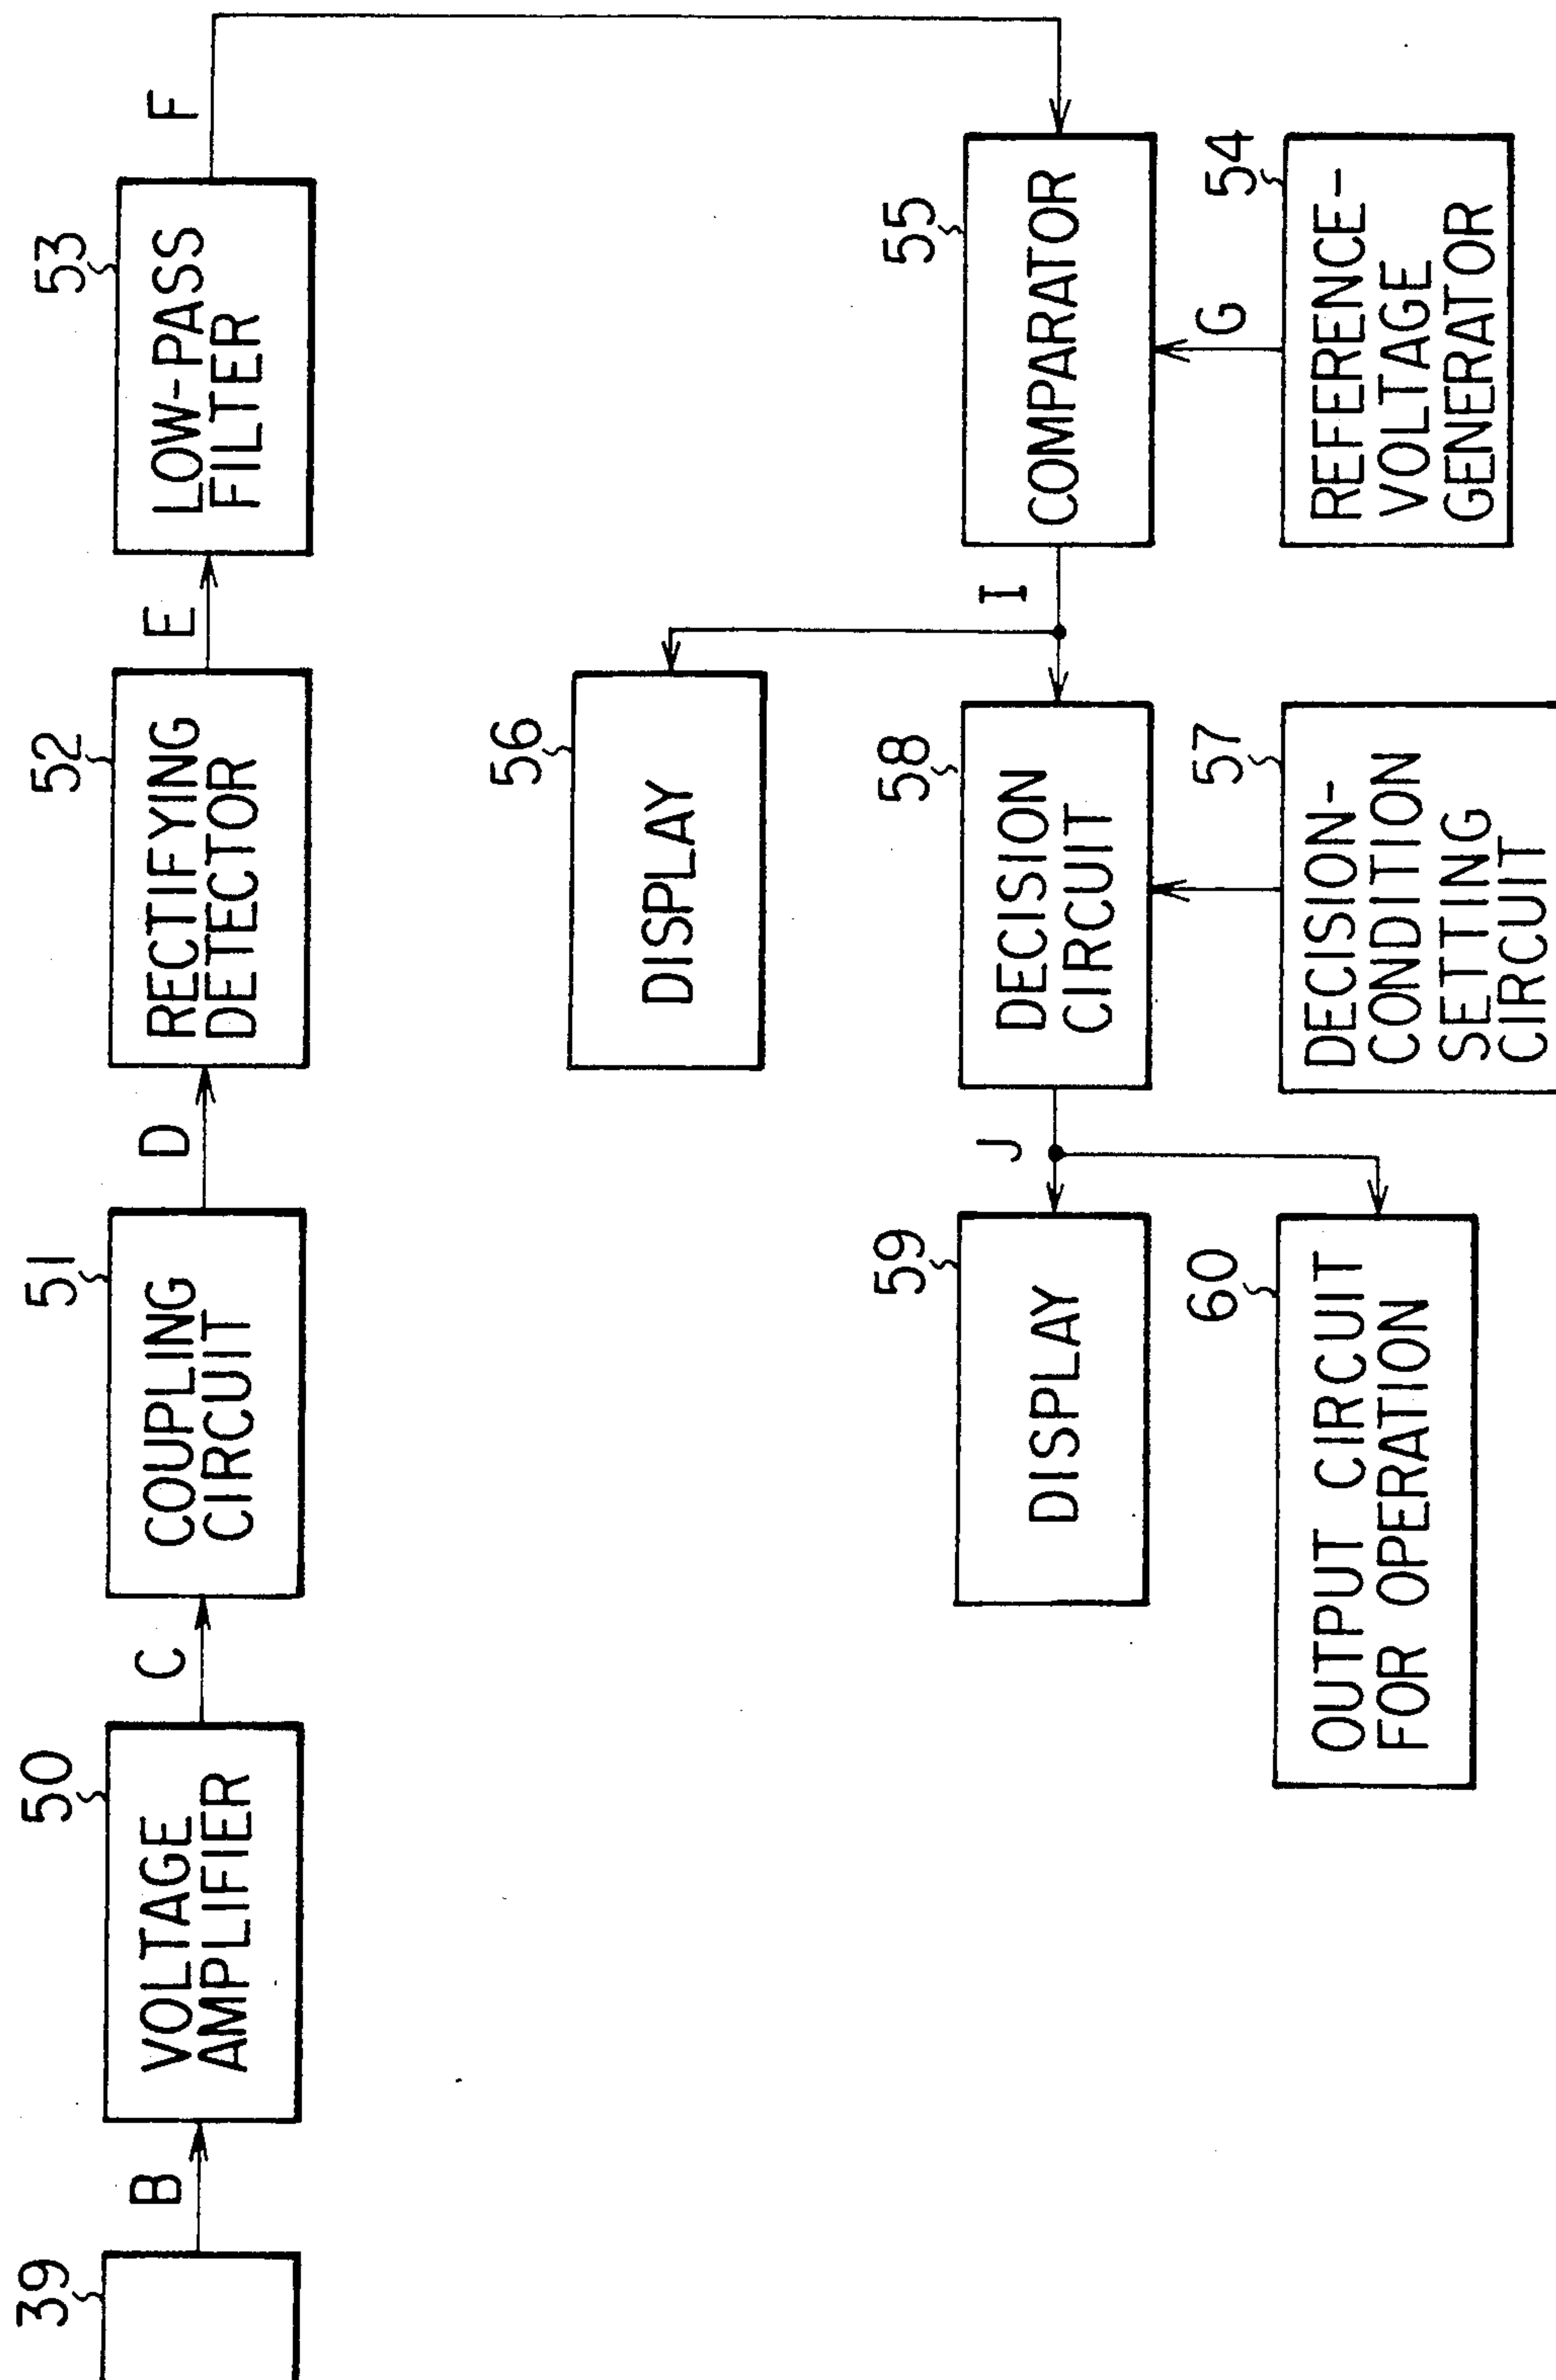 39
B
50
VOLTAGE
AMPLIFIER
C
51
COUPLING
CIRCUIT
D
52
RECTIFYING
DETECTOR
E
53
LOW-PASS
FILTER
F
56
DISPLAY
55
COMPARATOR
I
G
54
REFERENCE-
VOLTAGE
GENERATOR
58
DECISION
CIRCUIT
57
DECISION-
CONDITION
SETTING
CIRCUIT
J
59
DISPLAY
60
OUTPUT CIRCUIT
FOR OPERATION